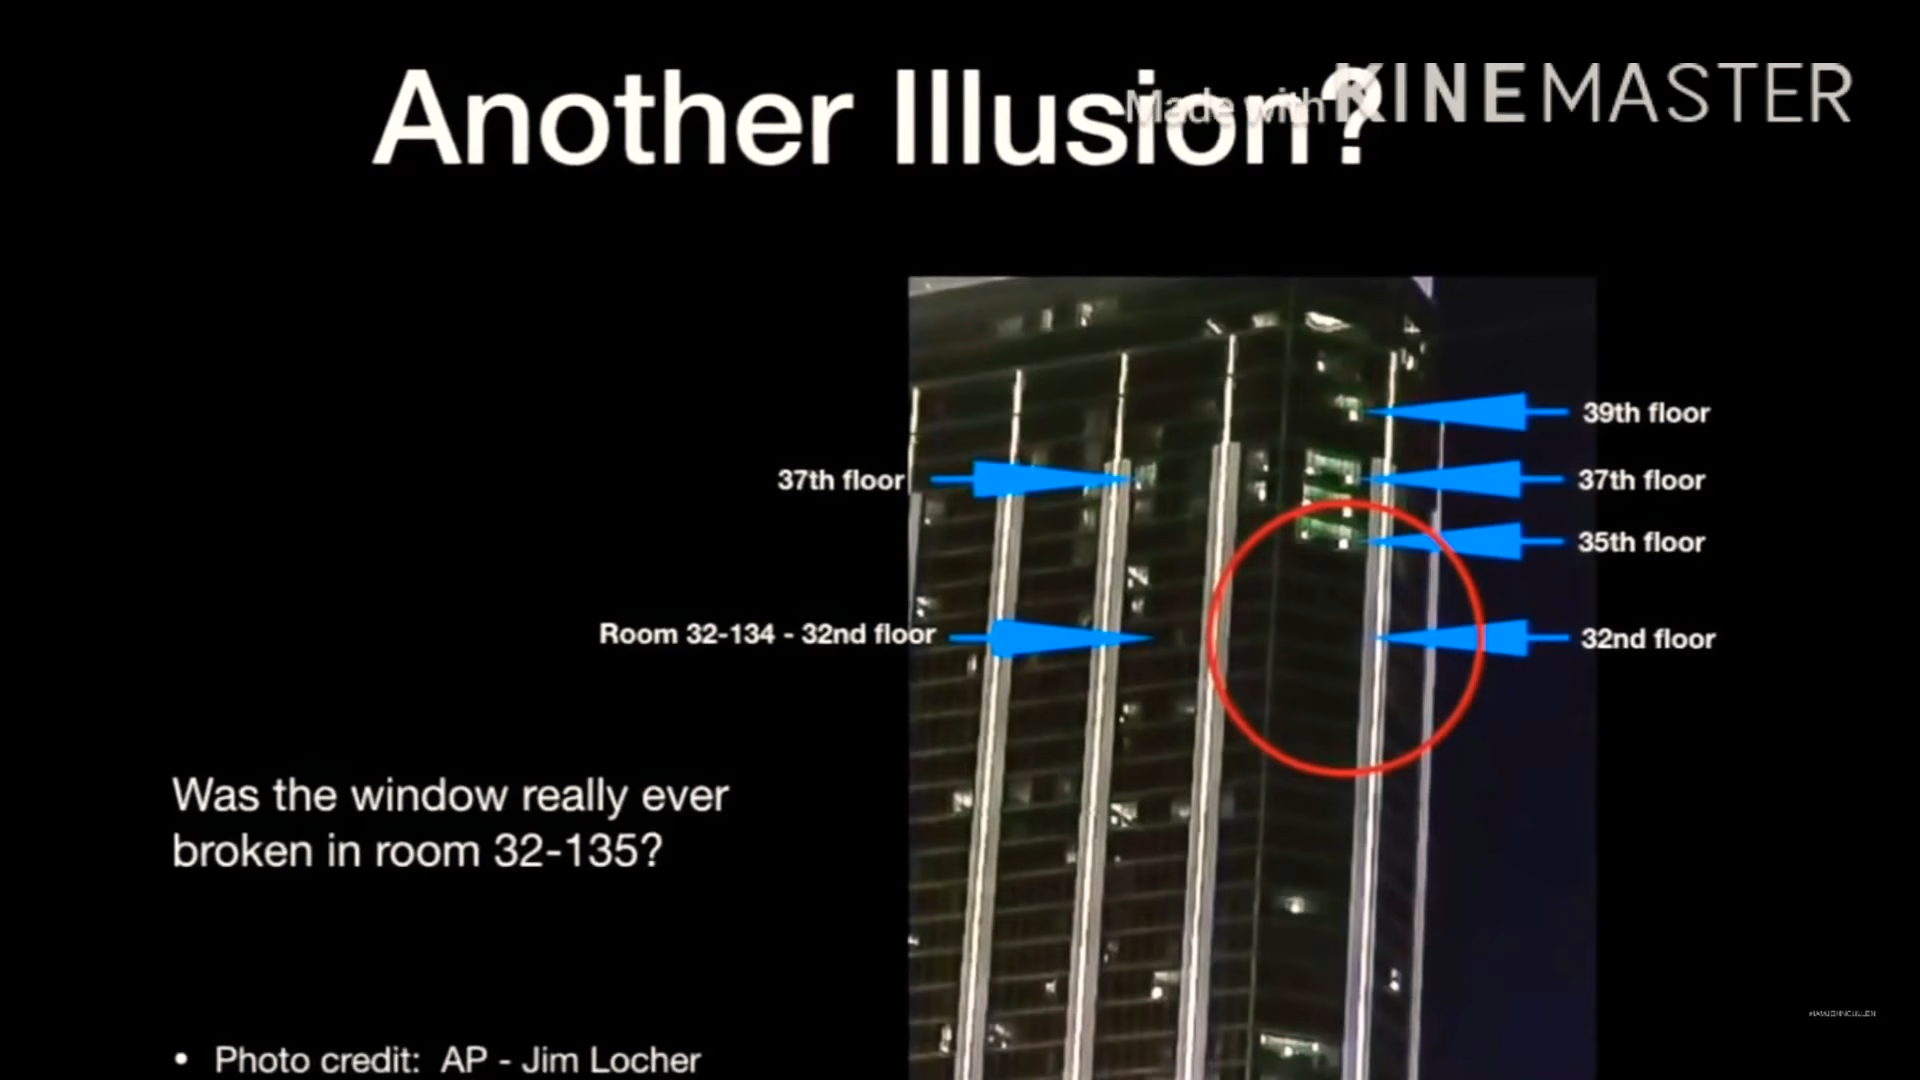 Another Illusion?
Made with KINEMASTER
39th floor
37th floor
37th floor
35th floor
Room 32-134 - 32nd floor
32nd floor
Was the window really ever
broken in room 32-135?
• Photo credit: AP - Jim Locher
#IAMJOHNCULLEN